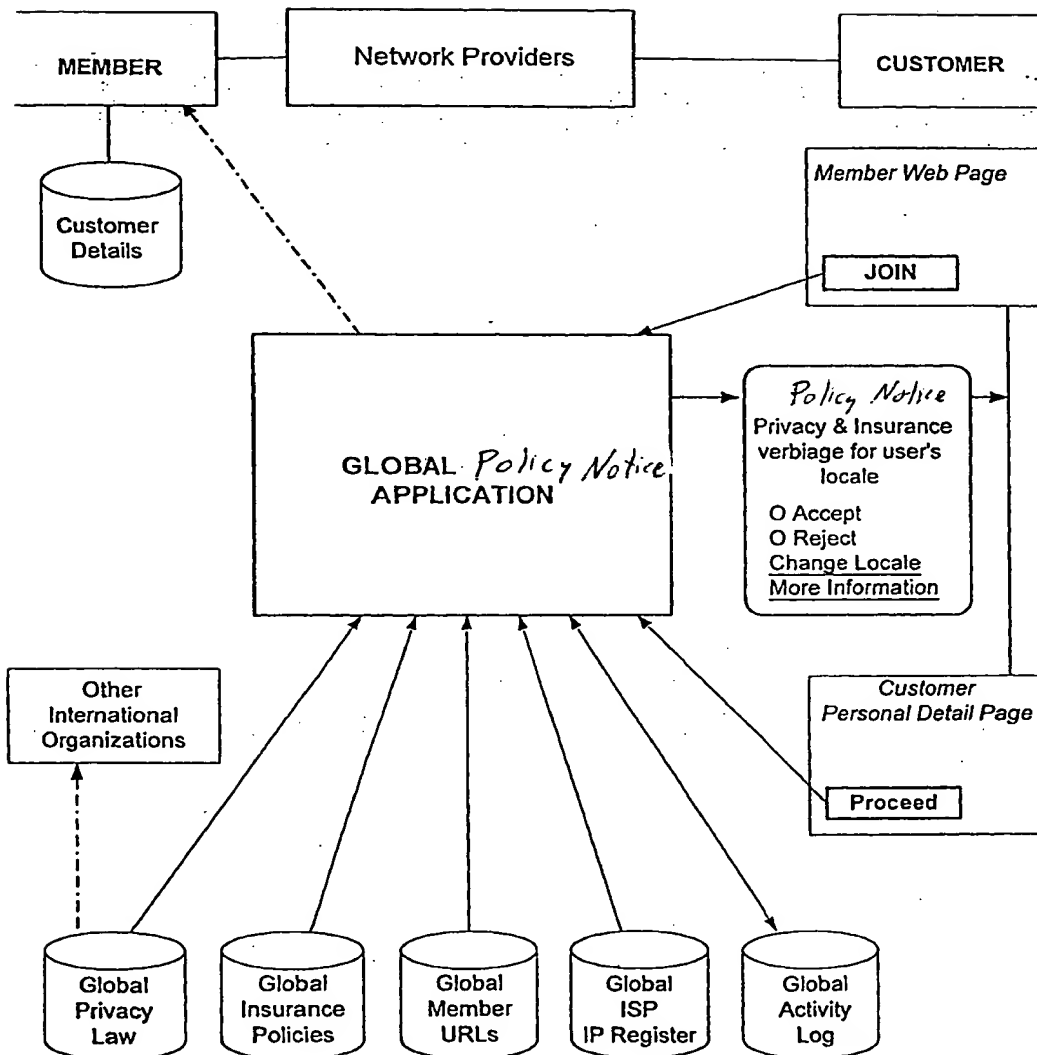 MEMBER
Network Providers
CUSTOMER
Customer
Details
Member Web Page
JOIN
GLOBAL Policy Notice
APPLICATION
Policy Notice
Privacy & Insurance
verbiage for user's
locale
O Accept
O Reject
Change Locale
More Information
Other
International
Organizations
Customer
Personal Detail Page
Proceed
Global
Privacy
Law
Global
Insurance
Policies
Global
Member
URLs
Global
ISP
IP Register
Global
Activity
Log